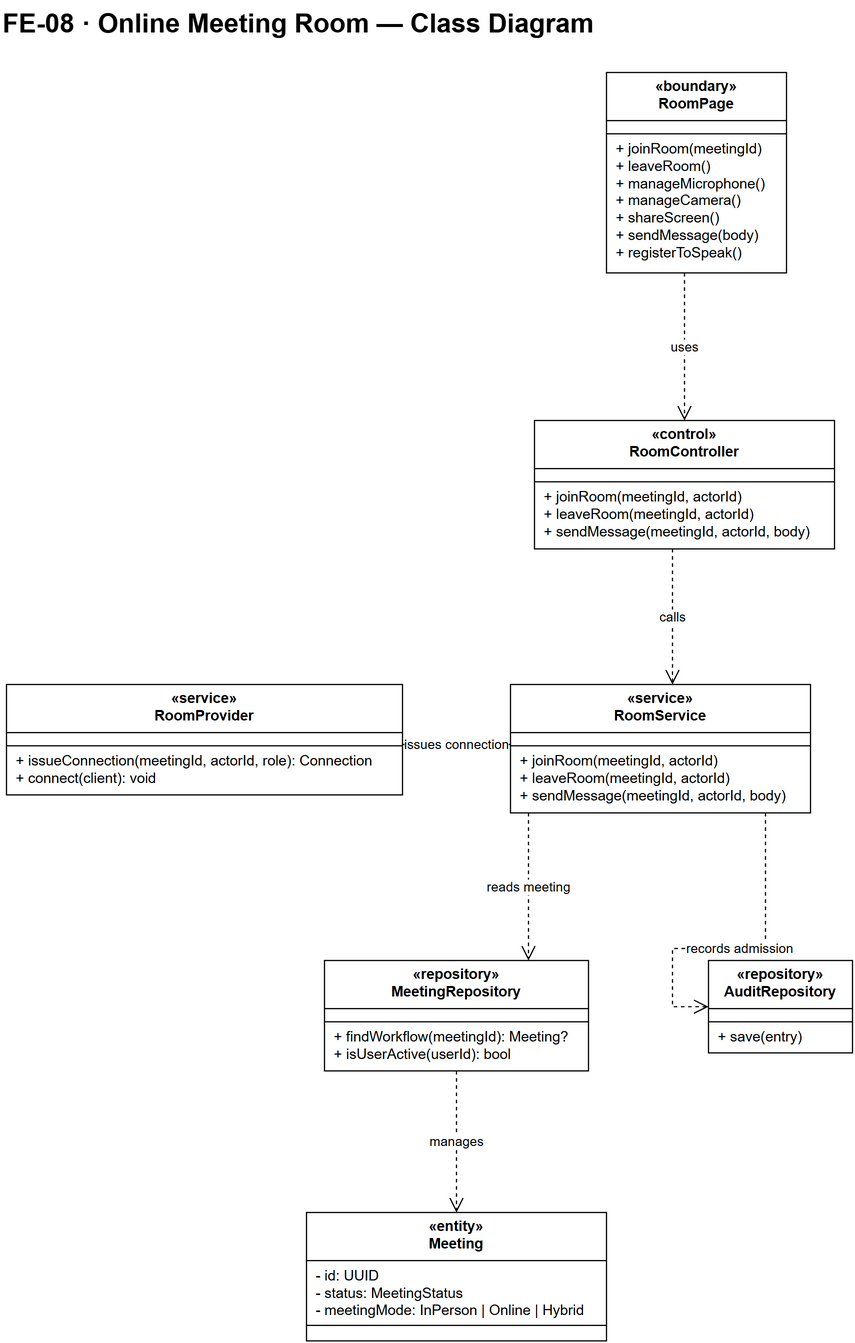 FE-08 · Online Meeting Room — Class Diagram
«boundary»
RoomPage
+ joinRoom(meetingId)
+ leaveRoom()
+ manageMicrophone()
+ manageCamera()
+ shareScreen()
+ sendMessage(body)
+ registerToSpeak()
uses
«control»
RoomController
+ joinRoom(meetingId, actorId)
+ leaveRoom(meetingId, actorId)
+ sendMessage(meetingId, actorId, body)
calls
«service»
RoomProvider
+ issueConnection(meetingId, actorId, role): Connection
+ connect(client): void
issues connection
«service»
RoomService
+ joinRoom(meetingId, actorId)
+ leaveRoom(meetingId, actorId)
+ sendMessage(meetingId, actorId, body)
reads meeting
records admission
«repository»
MeetingRepository
+ findWorkflow(meetingId): Meeting?
+ isUserActive(userId): bool
«repository»
AuditRepository
+ save(entry)
manages
«entity»
Meeting
- id: UUID
- status: MeetingStatus
- meetingMode: InPerson | Online | Hybrid